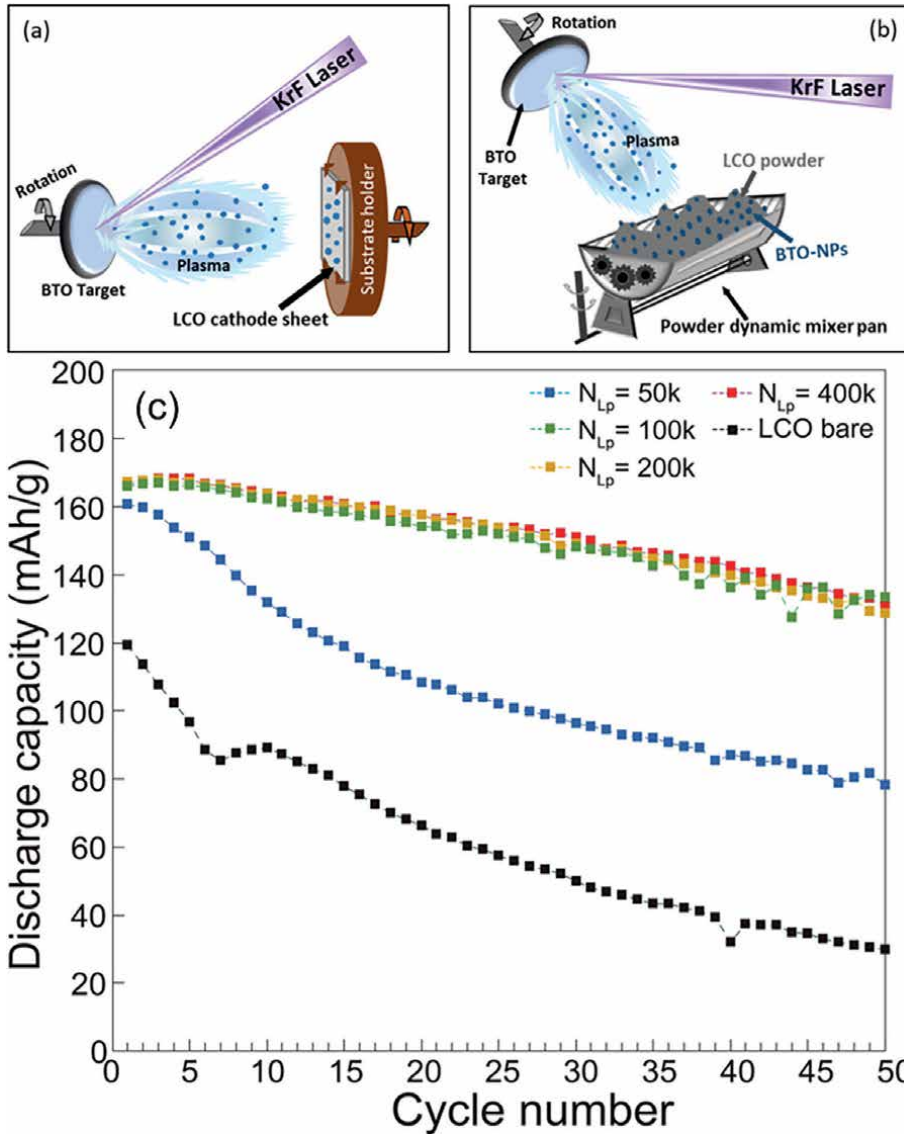 (a)
KrF Laser
Rotation
Plasma
BTO Target
LCO cathode sheet
Substrate holder
(b)
Rotation
KrF Laser
Plasma
BTO
Target
LCO powder
BTO-NPs
Powder dynamic mixer pan
(c)
N_Lp = 50k
N_Lp = 100k
N_Lp = 200k
N_Lp = 400k
LCO bare
Discharge capacity (mAh/g)
200
180
160
140
120
100
80
60
40
20
0
0 5 10 15 20 25 30 35 40 45 50
Cycle number